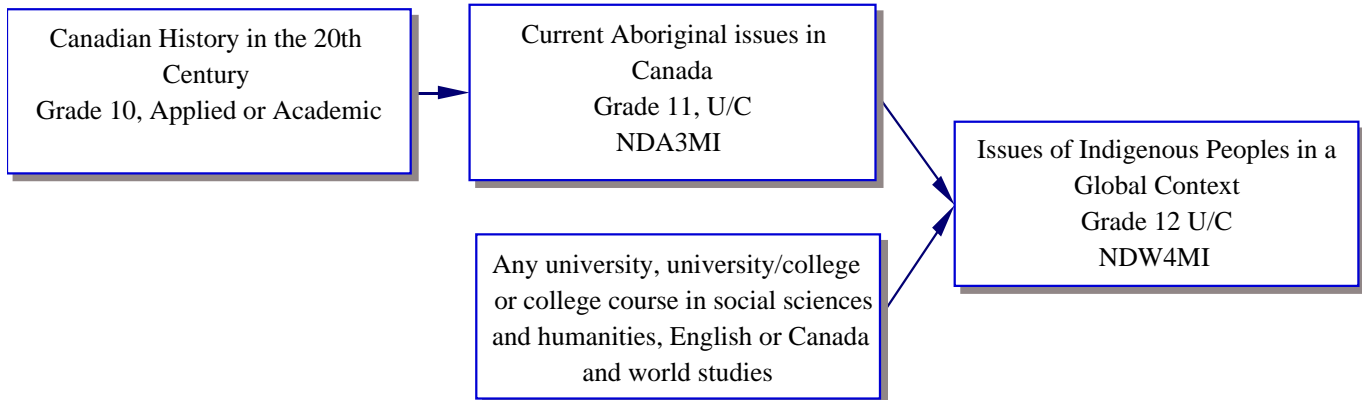 Canadian History in the 20th
Century
Grade 10, Applied or Academic
Current Aboriginal issues in
Canada
Grade 11, U/C
NDA3MI
Issues of Indigenous Peoples in a
Global Context
Grade 12 U/C
NDW4MI
Any university, university/college
or college course in social sciences
and humanities, English or Canada
and world studies